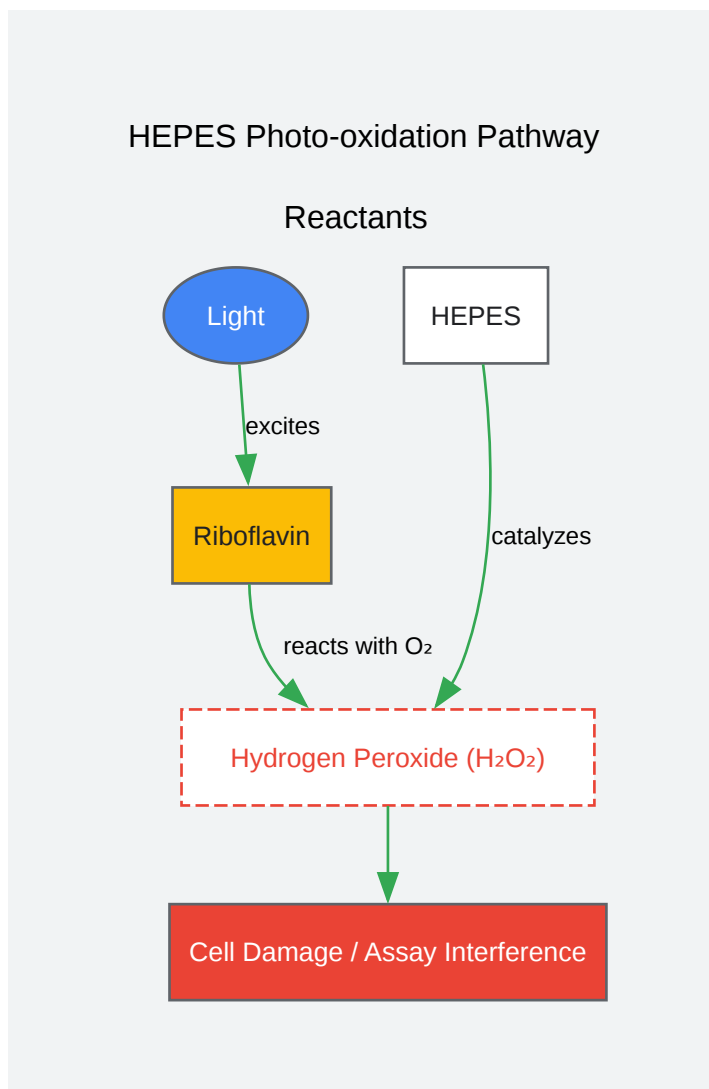 HEPES Photo-oxidation Pathway
Reactants
Light
HEPES
excites
Riboflavin
catalyzes
reacts with O₂
Hydrogen Peroxide (H₂O₂)
Cell Damage / Assay Interference